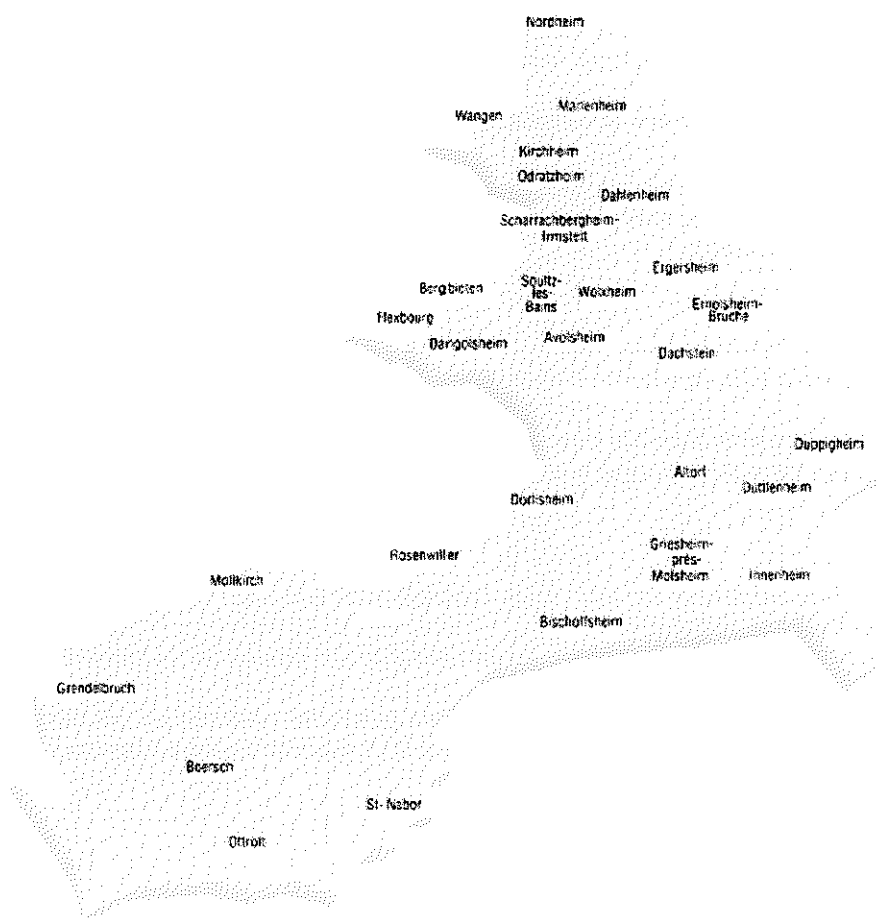 Nordheim
Marlenheim
Wangen
Kirchheim
Odratzheim
Dahlenheim
Scharrachbergheim-
Irmstett
Ergersheim
Soultz-
les-
Bains
Bergbieten
Wolxheim
Ernolsheim-
Bruche
Flexbourg
Avolsheim
Dangolsheim
Dachstein
Duppigheim
Altorf
Duttlenheim
Dorlisheim
Griesheim-
près-
Molsheim
Rosenwiller
Innenheim
Mollkirch
Bischoffsheim
Grendelbruch
Boersch
St-Nabor
Ottrott